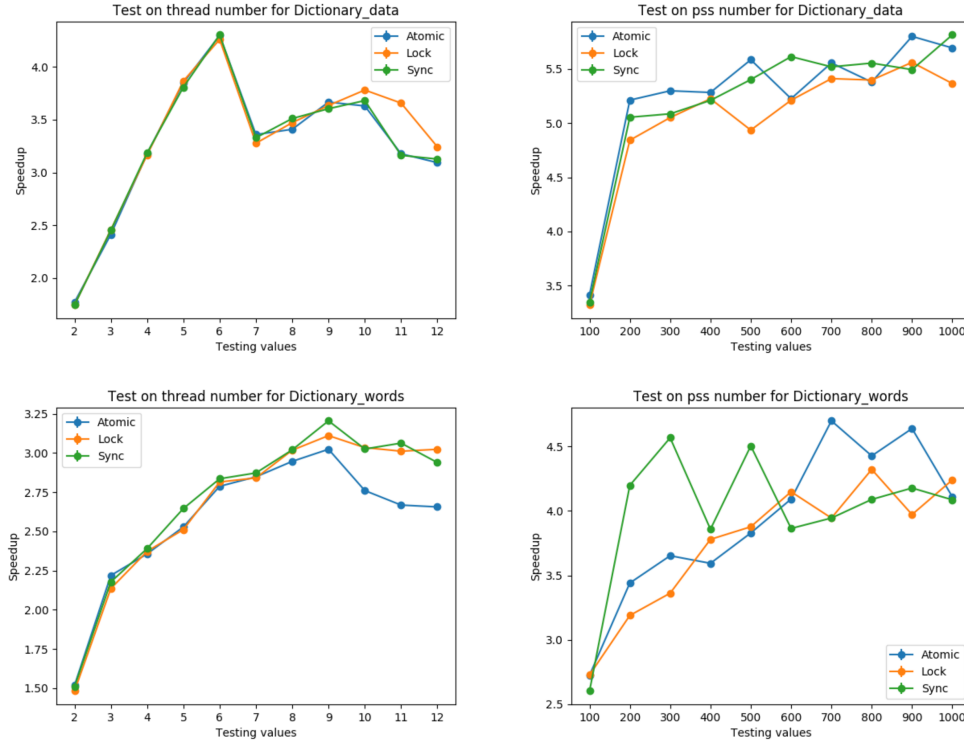 Test on thread number for Dictionary_data
4.0
3.5
3.0
2.5
2.0
Speedup
Atomic
Lock
Sync
2 3 4 5 6 7 8 9 10 11 12
Testing values
Test on pss number for Dictionary_data
5.5
5.0
4.5
4.0
3.5
Speedup
Atomic
Lock
Sync
100 200 300 400 500 600 700 800 900 1000
Testing values
Test on thread number for Dictionary_words
3.25
3.00
2.75
2.50
2.25
2.00
1.75
1.50
Speedup
Atomic
Lock
Sync
2 3 4 5 6 7 8 9 10 11 12
Testing values
Test on pss number for Dictionary_words
4.5
4.0
3.5
3.0
2.5
Speedup
Atomic
Lock
Sync
100 200 300 400 500 600 700 800 900 1000
Testing values